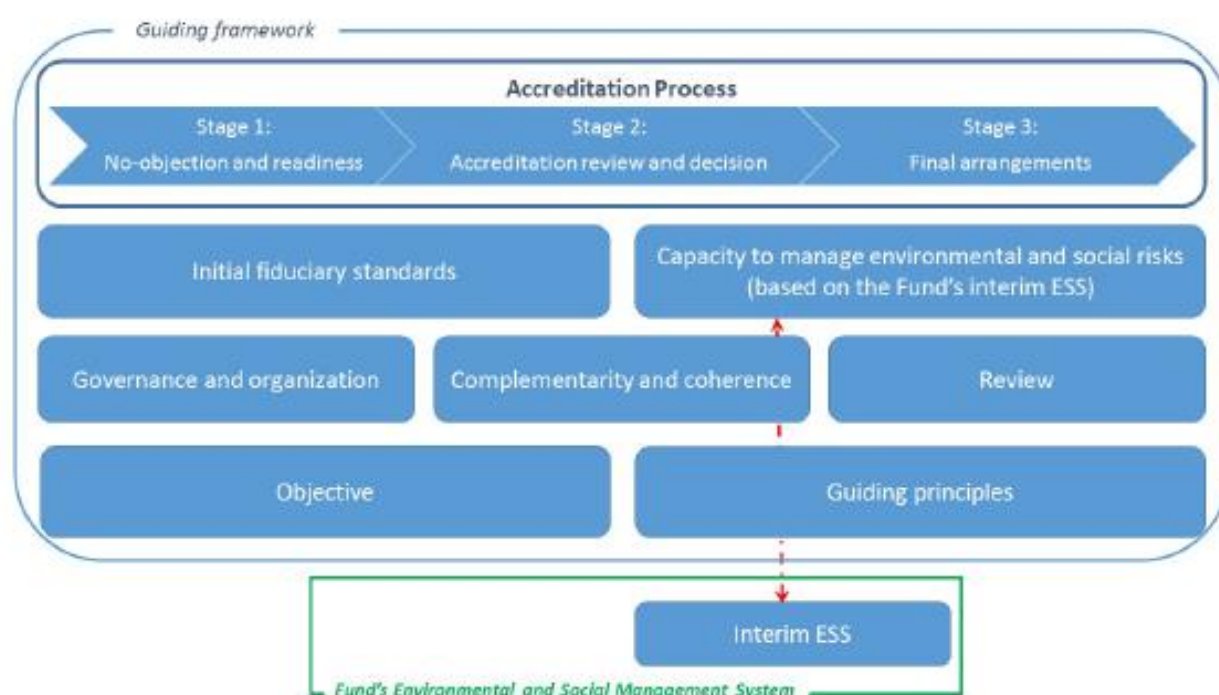 Guiding framework
Accreditation Process
Stage 1:
No-objection and readiness
Stage 2:
Accreditation review and decision
Stage 3:
Final arrangements
Initial fiduciary standards
Capacity to manage environmental and social risks
(based on the Fund's interim ESS)
Governance and organization
Complementarity and coherence
Review
Objective
Guiding principles
Interim ESS
Fund's Environmental and Social Management System